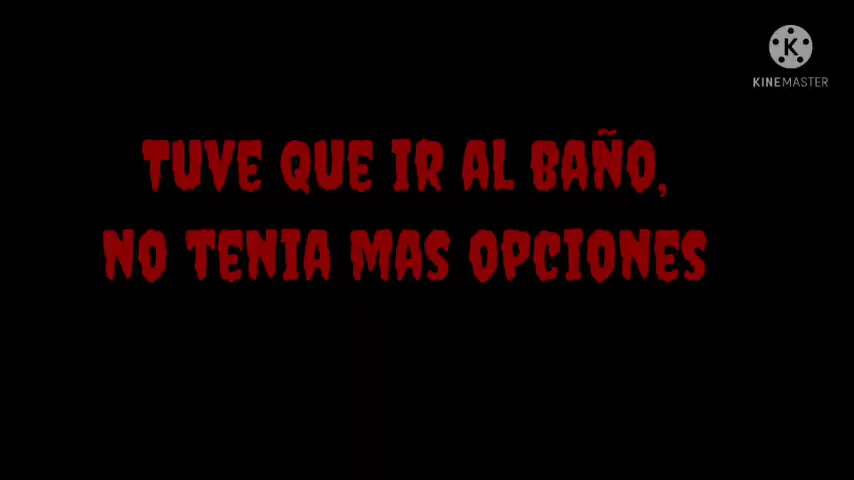 KINEMASTER
TUVE QUE IR AL BAÑO,
NO TENIA MAS OPCIONES